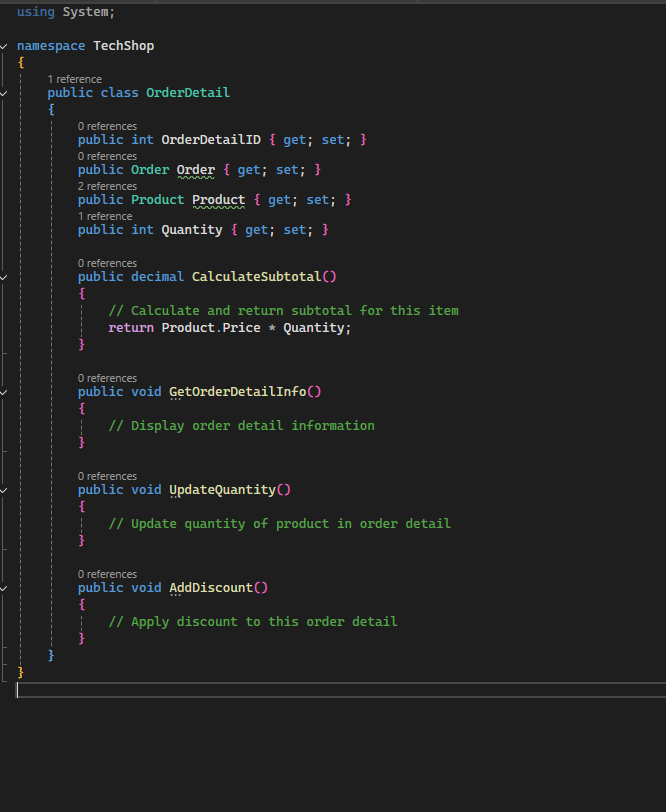 using System;
namespace TechShop
{
1 reference
public class OrderDetail
{
0 references
public int OrderDetailID { get; set; }
0 references
public Order Order { get; set; }
2 references
public Product Product { get; set; }
1 reference
public int Quantity { get; set; }
0 references
public decimal CalculateSubtotal()
{
// Calculate and return subtotal for this item
return Product.Price * Quantity;
}
0 references
public void GetOrderDetailInfo()
{
// Display order detail information
}
0 references
public void UpdateQuantity()
{
// Update quantity of product in order detail
}
0 references
public void AddDiscount()
{
// Apply discount to this order detail
}
}
}